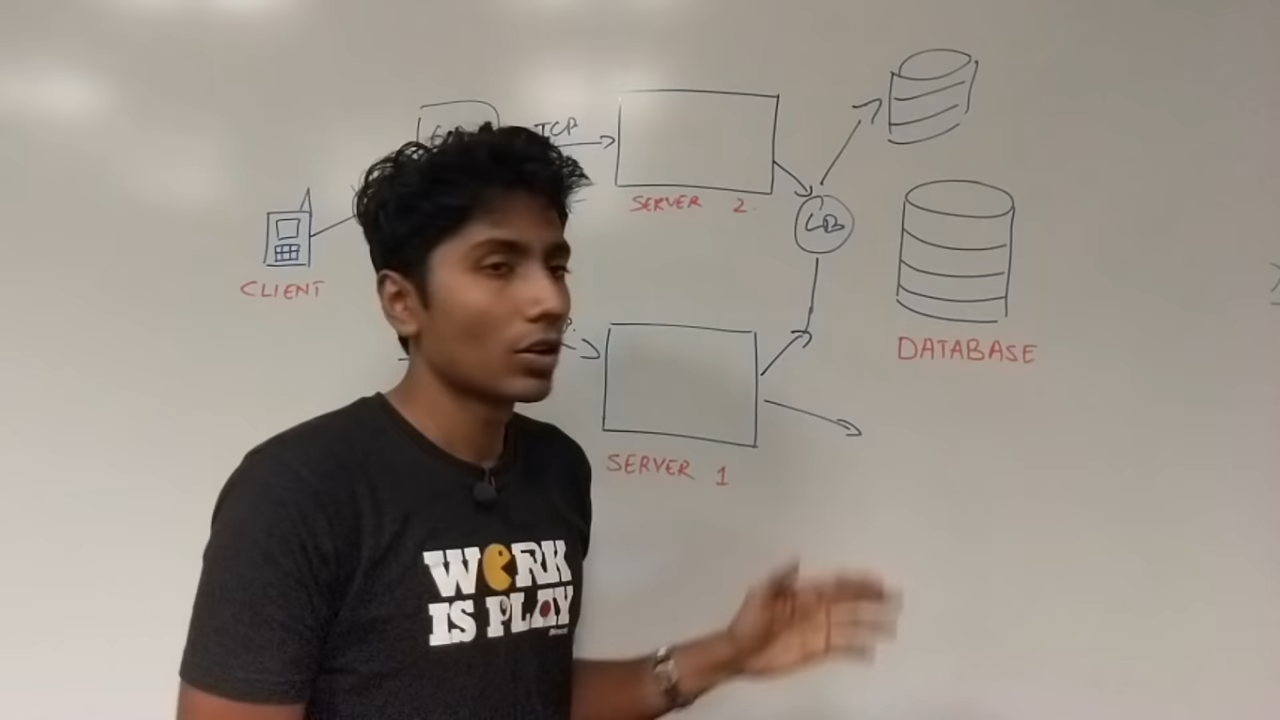 TCP
SERVER 2.
LB
CLIENT
DATABASE
SERVER 1
WORK
IS PLAY